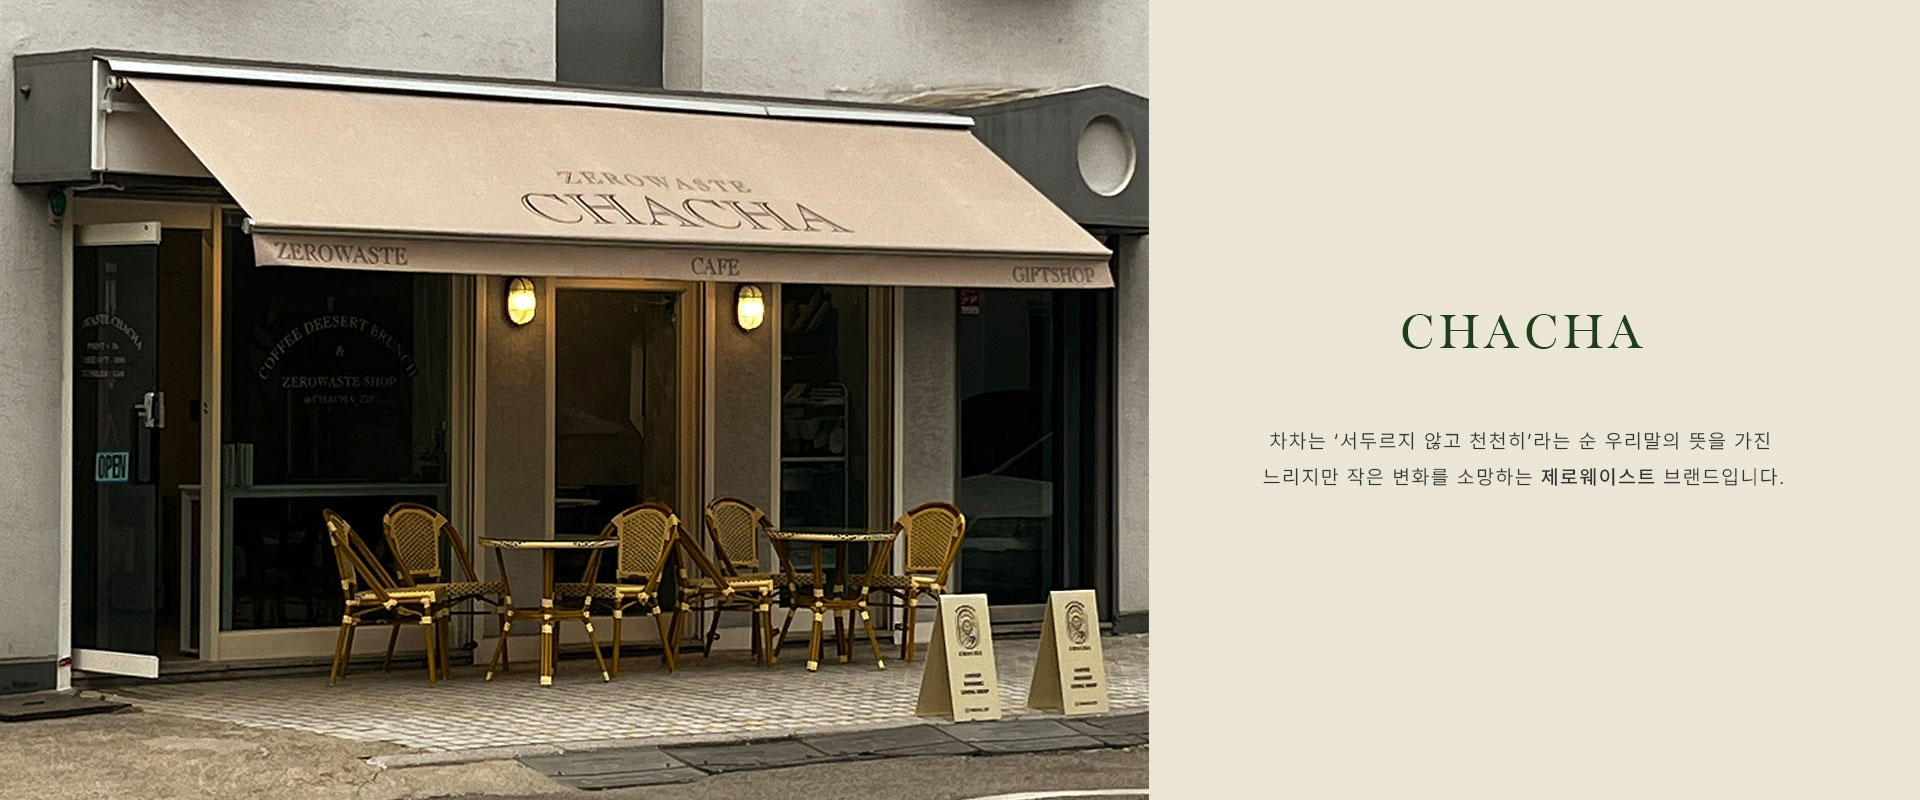 ZEROWASTE
CHACHA
ZEROWASTE
CAFE
GIFTSHOP
COFFEE DEESERT BRUNCH
&
ZEROWASTE SHOP
@CHACHA_ZIP
OPEN
CHACHA
차차는 ‘서두르지 않고 천천히’라는 순 우리말의 뜻을 가진
느리지만 작은 변화를 소망하는 제로웨이스트 브랜드입니다.